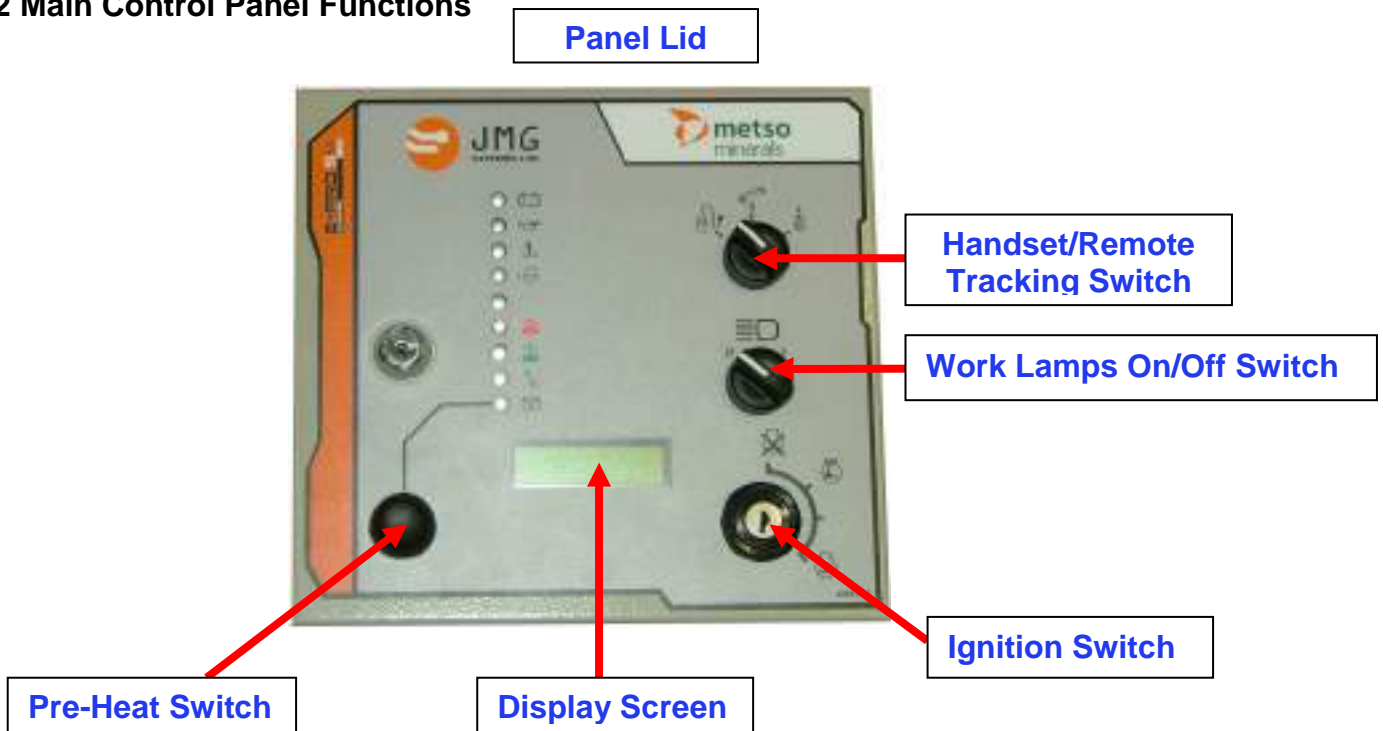 2 Main Control Panel Functions
Panel Lid
JMG
metso
minerals
Handset/Remote
Tracking Switch
Work Lamps On/Off Switch
Ignition Switch
Pre-Heat Switch
Display Screen